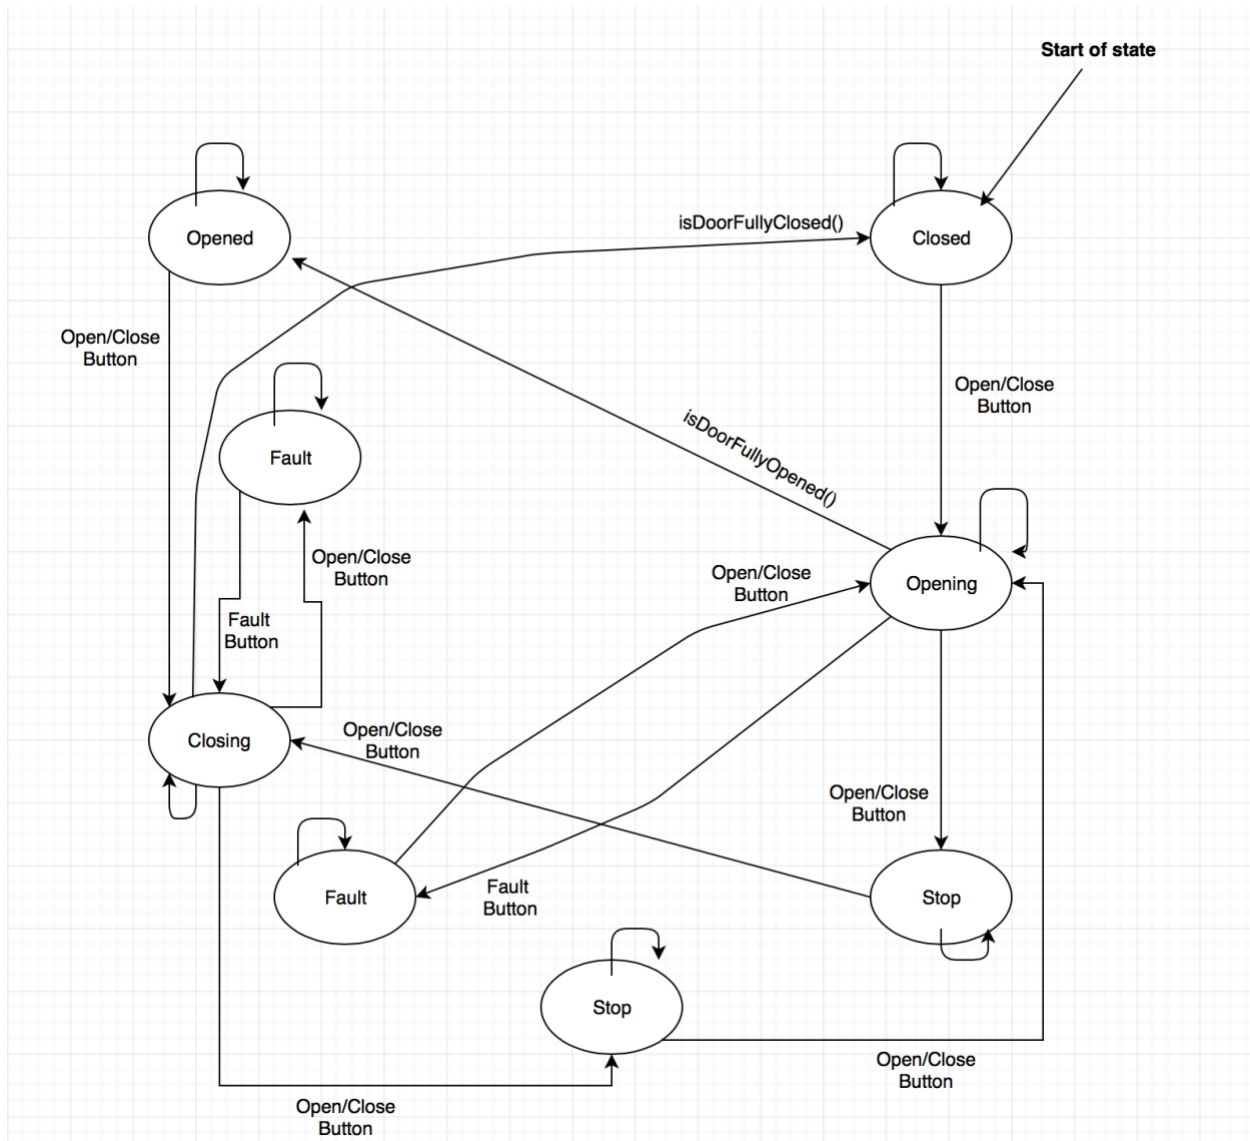 Start of state
isDoorFullyClosed()
Opened
Closed
Open/Close
Button
Open/Close
Button
isDoorFullyOpened()
Fault
Open/Close
Button
Open/Close
Button
Opening
Fault
Button
Open/Close
Button
Closing
Open/Close
Button
Fault
Fault
Button
Stop
Stop
Open/Close
Button
Open/Close
Button